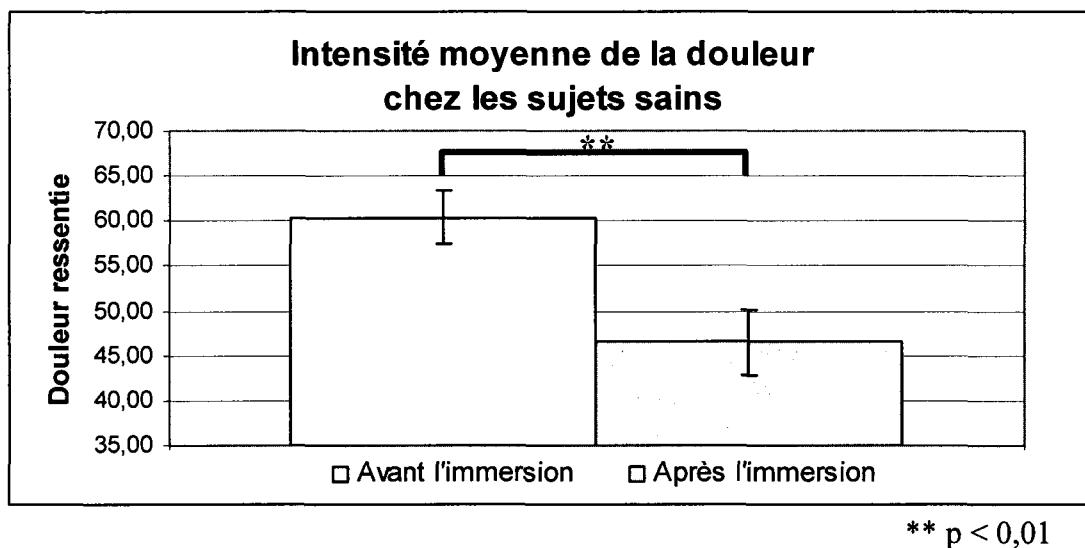 Intensité moyenne de la douleur
chez les sujets sains
Douleur ressentie
70,00
65,00
60,00
55,00
50,00
45,00
40,00
35,00
**
Avant l'immersion Après l'immersion
** p < 0,01